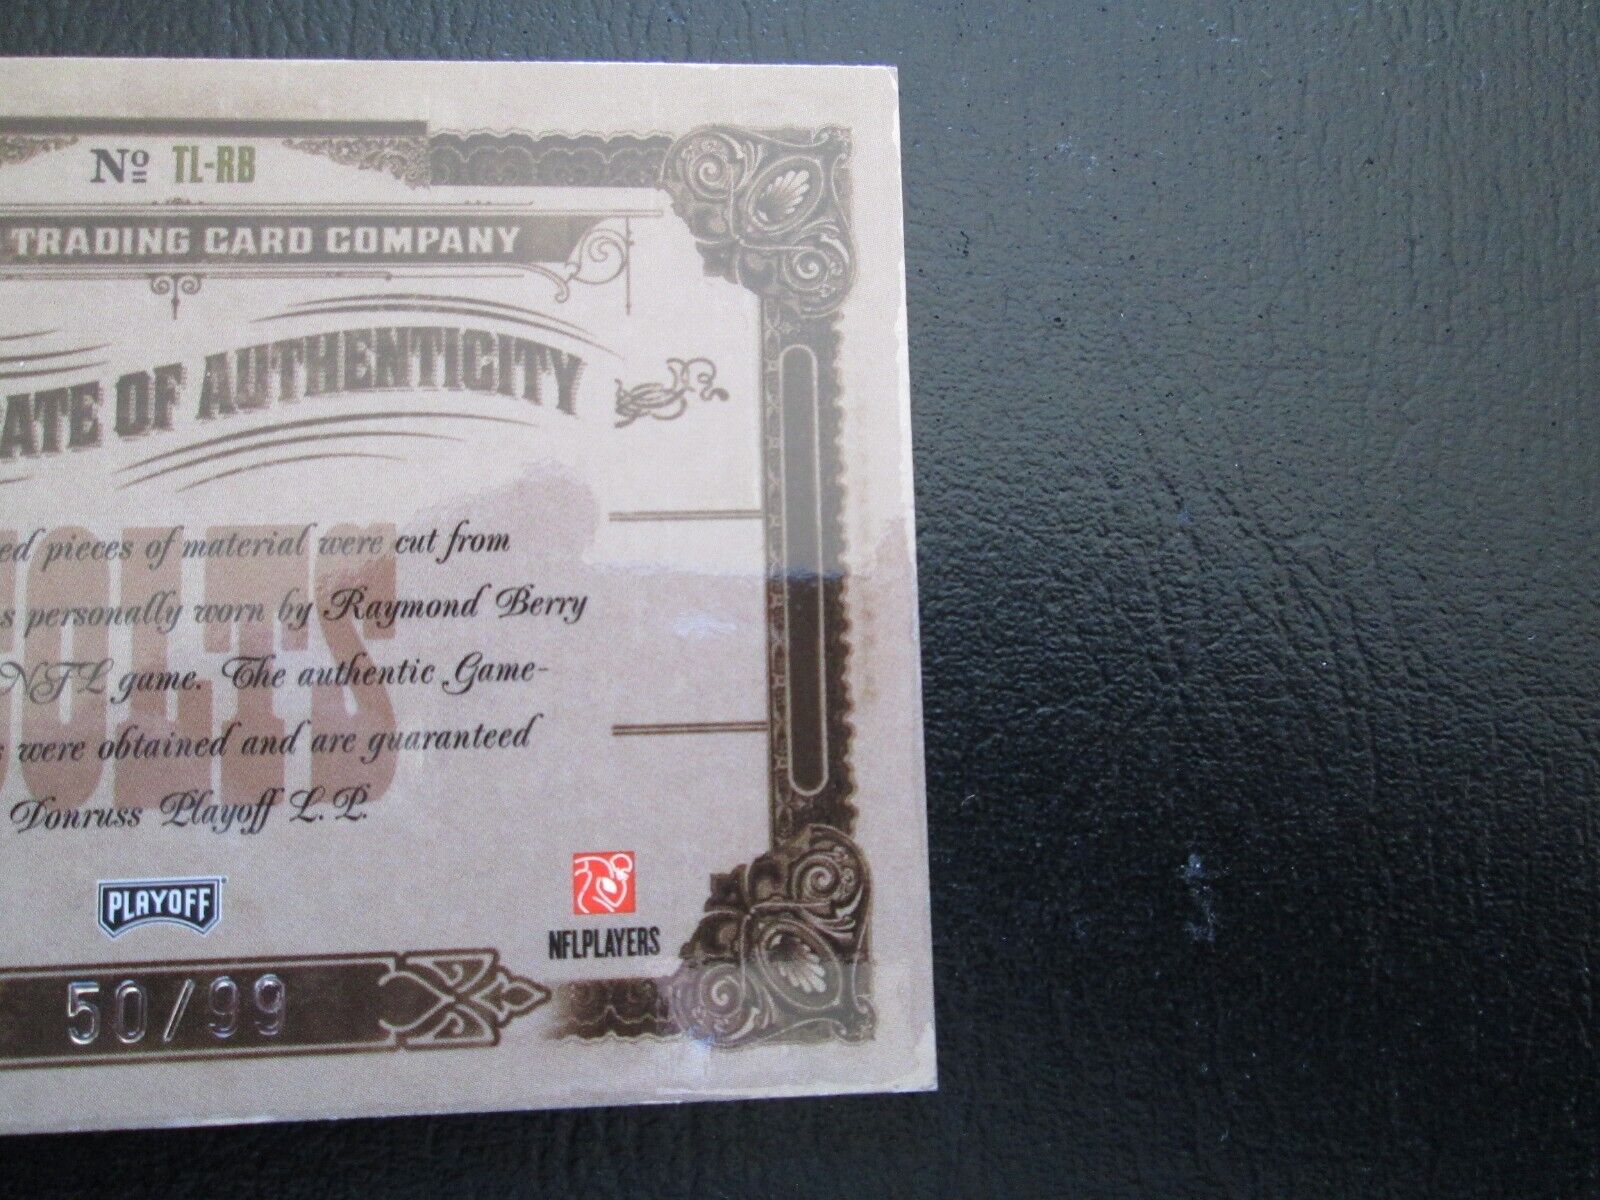 Nº TL-RB
TRADING CARD COMPANY
ATE OF AUTHENTICITY
COLTS
ed pieces of material were cut from
s personally worn by Raymond Berry
NFL game. The authentic Game-
s were obtained and are guaranteed
Donruss Playoff L.P.
PLAYOFF
NFLPLAYERS
50/99